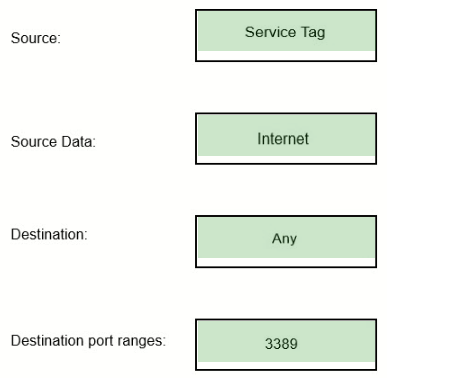 Source: Service Tag
Source Data: Internet
Destination: Any
Destination port ranges: 3389